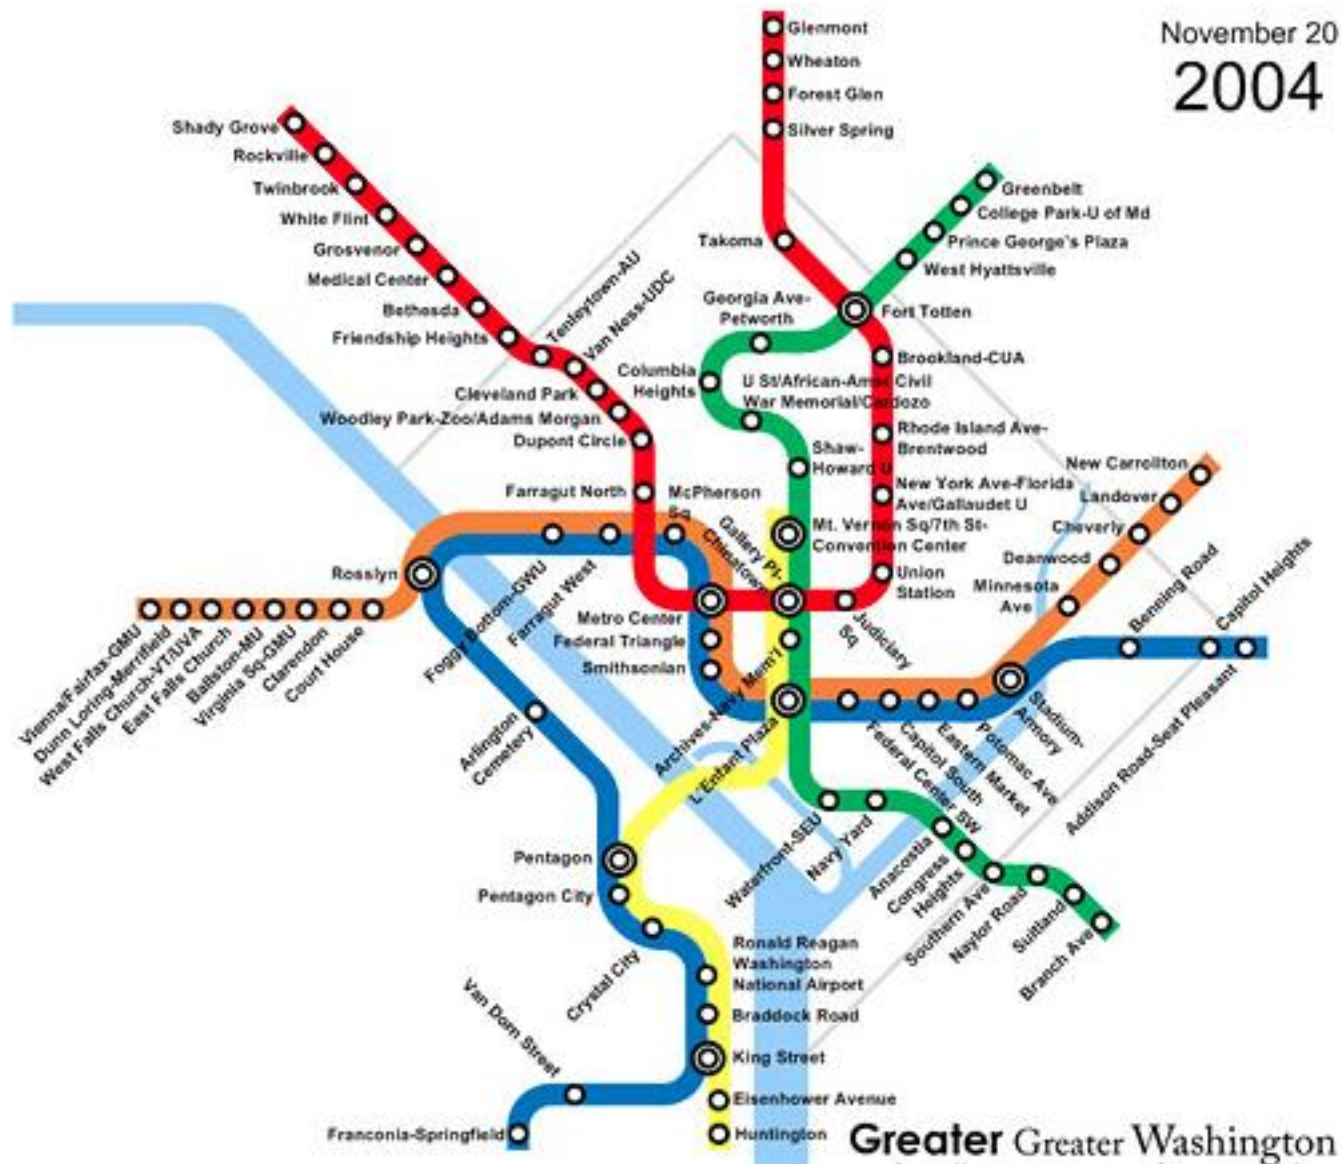 November 20
2004
Glenmont
Wheaton
Forest Glen
Silver Spring
Takoma
Shady Grove
Rockville
Twinbrook
White Flint
Grosvenor
Medical Center
Bethesda
Friendship Heights
Tenleytown-AU
Van Ness-UDC
Cleveland Park
Woodley Park-Zoo/Adams Morgan
Dupont Circle
Farragut North
McPherson
Sq
Greenbelt
College Park-U of Md
Prince George's Plaza
West Hyattsville
Fort Totten
Georgia Ave-
Petworth
Columbia
Heights
U St/African-Amer Civil
War Memorial/Cardozo
Shaw-
Howard U
Mt. Vernon Sq/7th St-
Convention Center
Brookland-CUA
Rhode Island Ave-
Brentwood
New York Ave-Florida
Ave/Gallaudet U
Union
Station
Judiciary
Sq
Gallery Pl-
Chinatown
Metro Center
Federal Triangle
Smithsonian
Rosslyn
Foggy Bottom-GWU
Farragut West
Vienna/Fairfax-GMU
Dunn Loring-Merrifield
West Falls Church-VT/UVA
East Falls Church
Ballston-MU
Virginia Sq-GMU
Clarendon
Court House
New Carrollton
Landover
Cheverly
Deanwood
Minnesota
Ave
Benning Road
Capitol Heights
Addison Road-Seat Pleasant
Stadium-
Armory
Potomac Ave
Eastern Market
Capitol South
Federal Center SW
Archives-Navy Mem'l
L'Enfant Plaza
Arlington
Cemetery
Pentagon
Pentagon City
Crystal City
Waterfront-SEU
Navy Yard
Anacostia
Congress
Heights
Southern Ave
Naylor Road
Suitland
Branch Ave
Ronald Reagan
Washington
National Airport
Braddock Road
King Street
Eisenhower Avenue
Huntington
Van Dorn Street
Franconia-Springfield
Greater Greater Washington